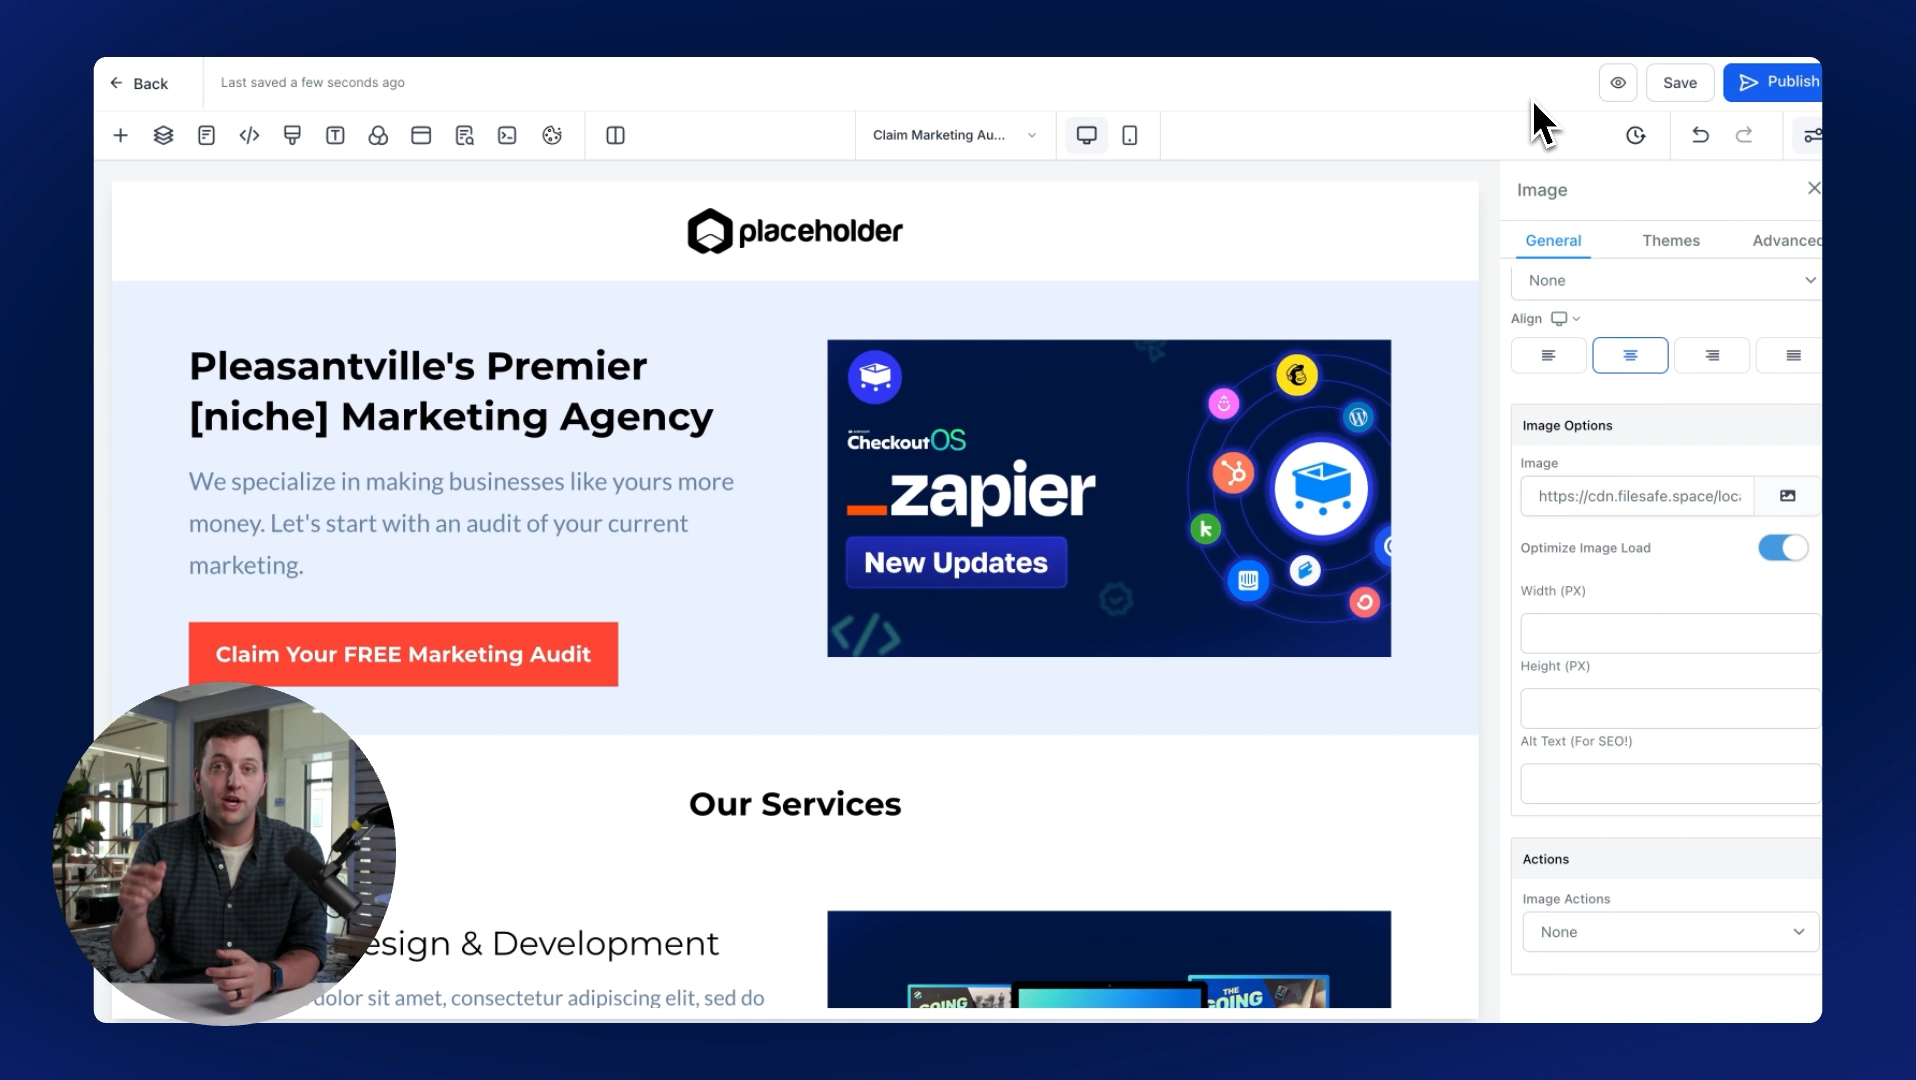 Back
Last saved a few seconds ago
Save
Publish
Claim Marketing Au...
placeholder
Pleasantville's Premier
[niche] Marketing Agency
We specialize in making businesses like yours more
money. Let's start with an audit of your current
marketing.
Claim Your FREE Marketing Audit
CheckoutOS
zapier
New Updates
Our Services
esign & Development
dolor sit amet, consectetur adipiscing elit, sed do
GOING
THE
GOING
Image
General
Themes
Advanced
None
Align
Image Options
Image
https://cdn.filesafe.space/loc
Optimize Image Load
Width (PX)
Height (PX)
Alt Text (For SEO!)
Actions
Image Actions
None